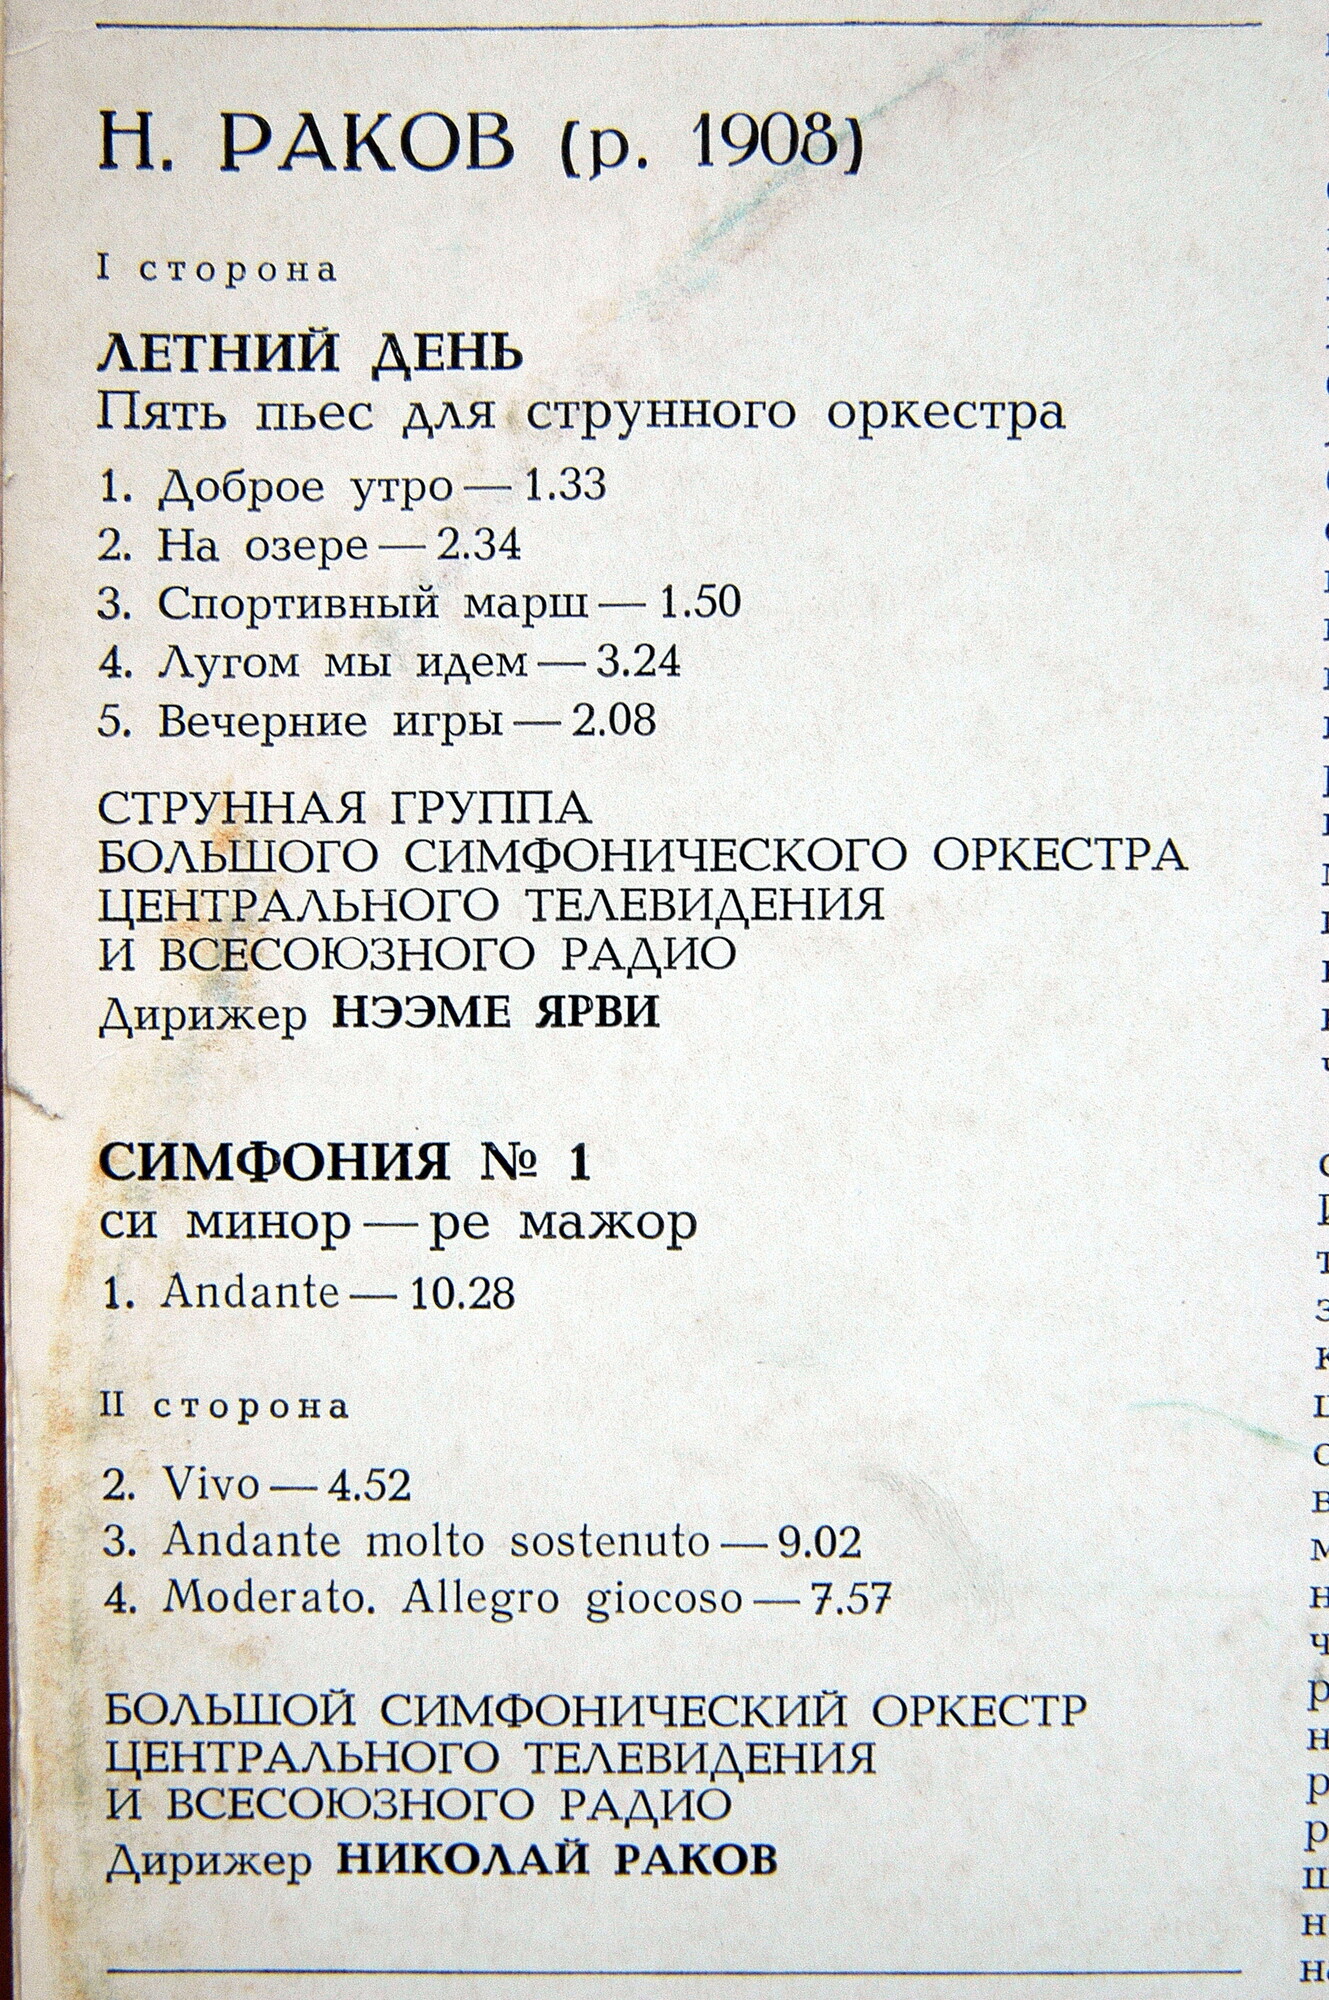 Н. РАКОВ (р. 1908)
I сторона
ЛЕТНИЙ ДЕНЬ
Пять пьес для струнного оркестра
1. Доброе утро — 1.33
2. На озере — 2.34
3. Спортивный марш — 1.50
4. Лугом мы идем — 3.24
5. Вечерние игры — 2.08
СТРУННАЯ ГРУППА
БОЛЬШОГО СИМФОНИЧЕСКОГО ОРКЕСТРА
ЦЕНТРАЛЬНОГО ТЕЛЕВИДЕНИЯ
И ВСЕСОЮЗНОГО РАДИО
Дирижер НЭЭМЕ ЯРВИ
СИМФОНИЯ № 1
си минор — ре мажор
1. Andante — 10.28
II сторона
2. Vivo — 4.52
3. Andante molto sostenuto — 9.02
4. Moderato. Allegro giocoso — 7.57
БОЛЬШОЙ СИМФОНИЧЕСКИЙ ОРКЕСТР
ЦЕНТРАЛЬНОГО ТЕЛЕВИДЕНИЯ
И ВСЕСОЮЗНОГО РАДИО
Дирижер НИКОЛАЙ РАКОВ